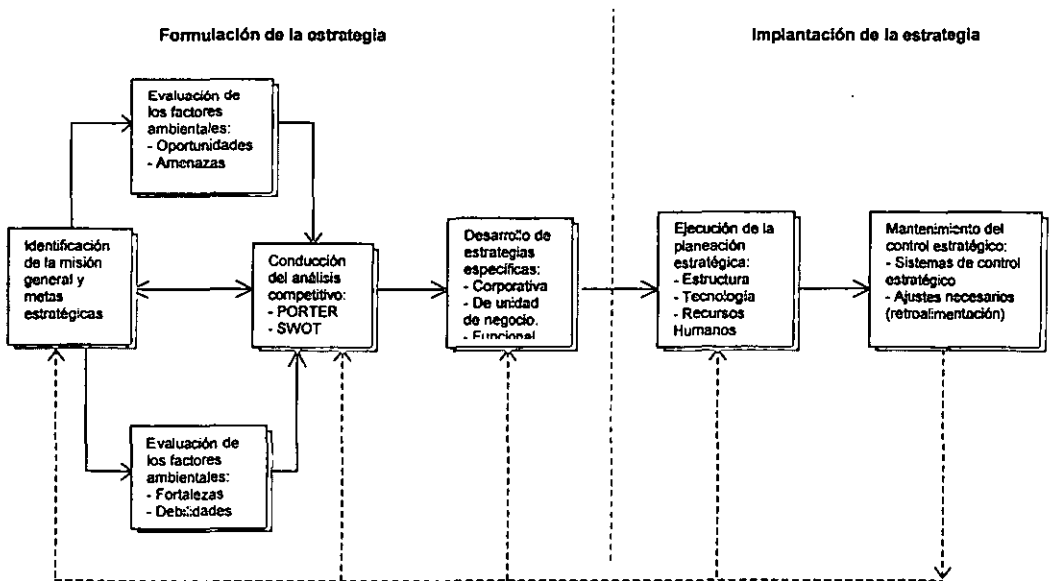 Formulación de la ostrategia
Implantación de la estrategia
Evaluación de
los factores
ambientales:
- Oportunidades
- Amenazas
Identificación
de la misión
general y
metas
estratégicas
Conducción
del análisis
competitivo:
- PORTER
- SWOT
Desarrollo de
estrategias
específicas:
- Corporativa
- De unidad
de negocio.
- Funcional
Ejecución de la
planeación
estratégica:
- Estructura
- Tecnología
- Recursos
Humanos
Mantenimiento del
control estratégico:
- Sistemas de control
estratégico
- Ajustes necesarios
(retroalimentación)
Evaluación de
los factores
ambientales:
- Fortalezas
- Debilidades